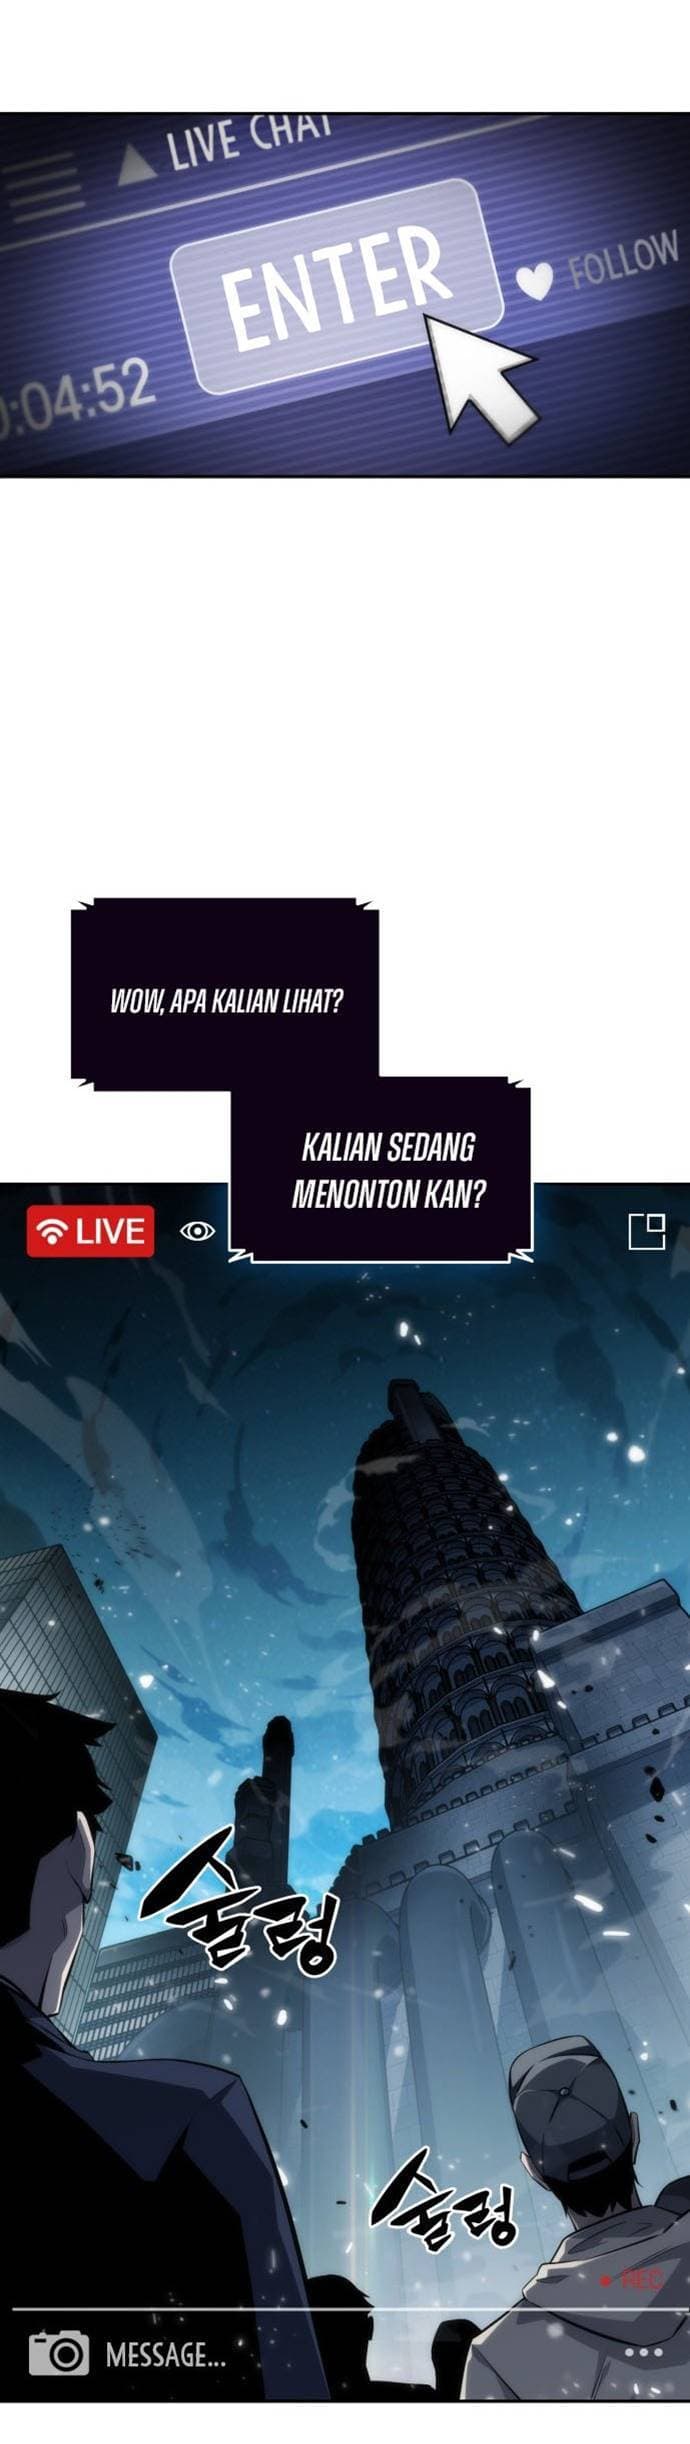 LIVE CHAT
ENTER
FOLLOW
0:04:52
WOW, APA KALIAN LIHAT?
KALIAN SEDANG
MENONTON KAN?
LIVE
술렁
술렁
REC
MESSAGE...